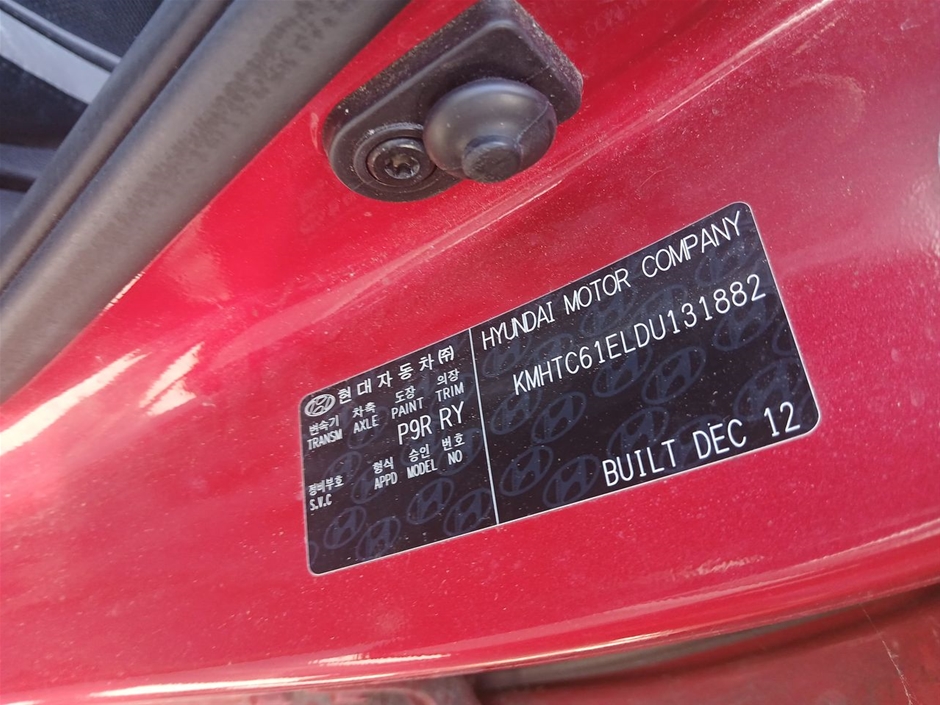 현대자동차㈜
변속기 차축 도장 의장
TRANSM AXLE PAINT TRIM
P9R RY
정비부호 형식 승인 번호
S.V.C APPD MODEL NO
HYUNDAI MOTOR COMPANY
KMHTC61ELDU131882
BUILT DEC 12